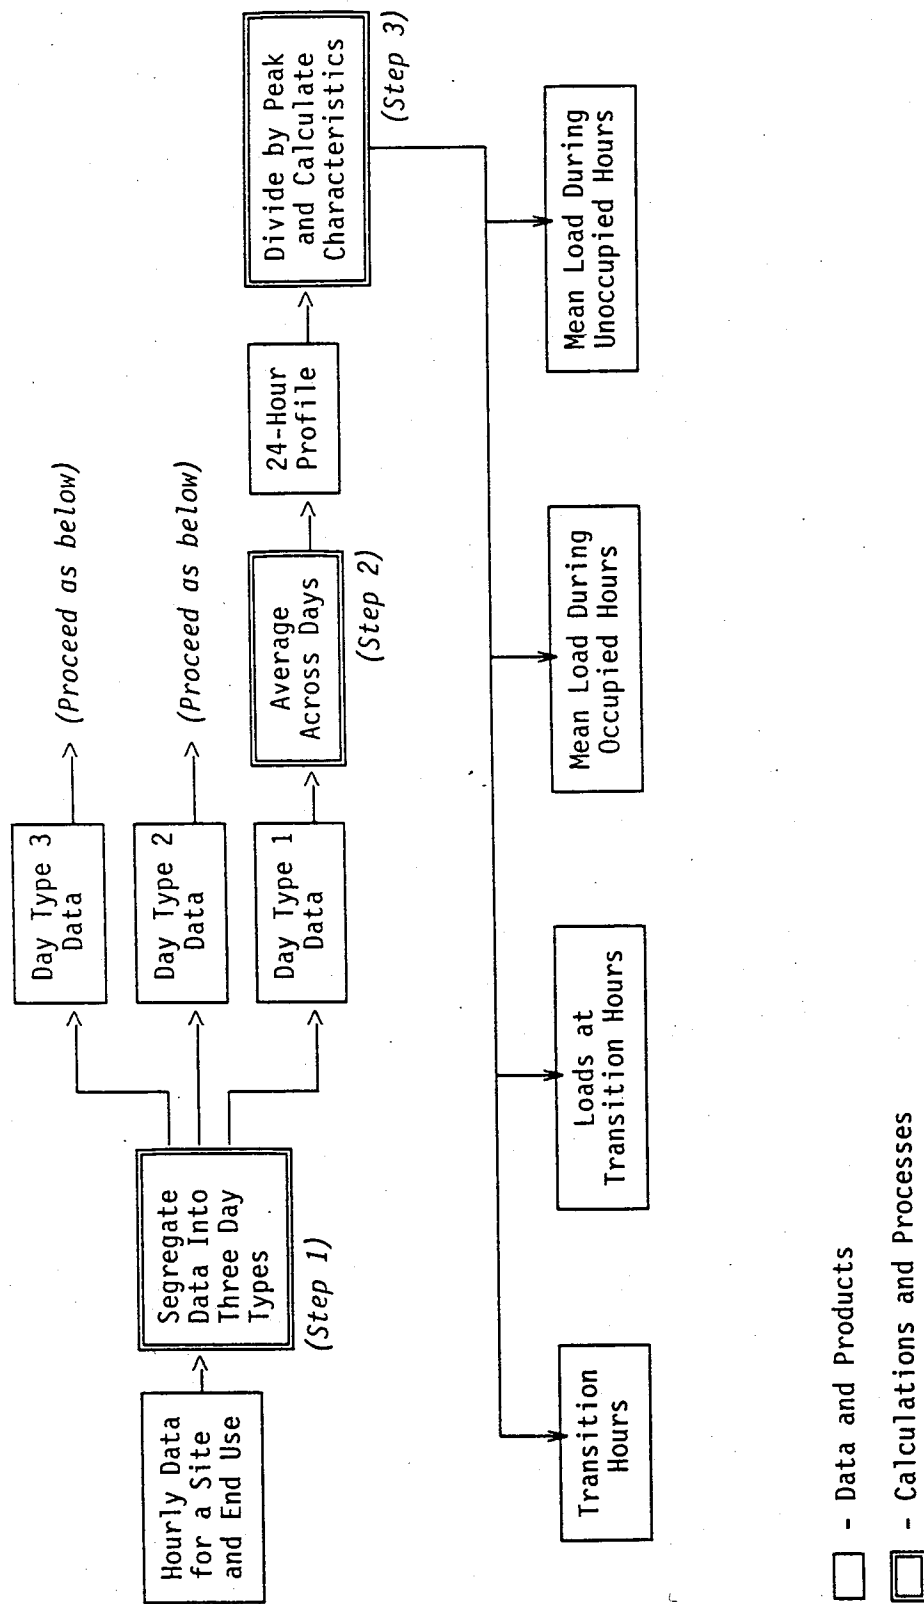 Hourly Data
for a Site
and End Use
Segregate
Data Into
Three Day
Types
(Step 1)
Day Type 3
Data
(Proceed as below)
Day Type 2
Data
(Proceed as below)
Day Type 1
Data
Average
Across Days
(Step 2)
24-Hour
Profile
Divide by Peak
and Calculate
Characteristics
(Step 3)
Transition
Hours
Loads at
Transition Hours
Mean Load During
Occupied Hours
Mean Load During
Unoccupied Hours
- Data and Products
- Calculations and Processes